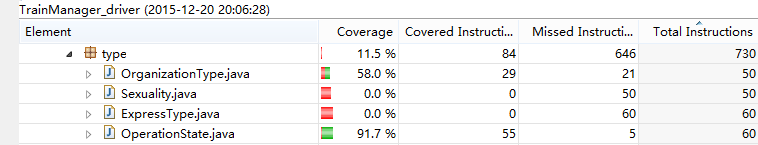 TrainManager_driver (2015-12-20 20:06:28)
Element Coverage Covered Instructi... Missed Instructi... Total Instructions
type 11.5 % 84 646 730
OrganizationType.java 58.0 % 29 21 50
Sexuality.java 0.0 % 0 50 50
ExpressType.java 0.0 % 0 60 60
OperationState.java 91.7 % 55 5 60